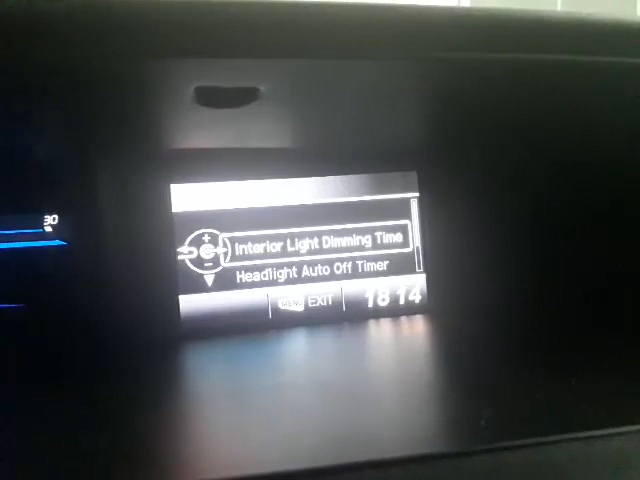 30
+
Interior Light Dimming Time
−
Headlight Auto Off Timer
MENU EXIT 18 14